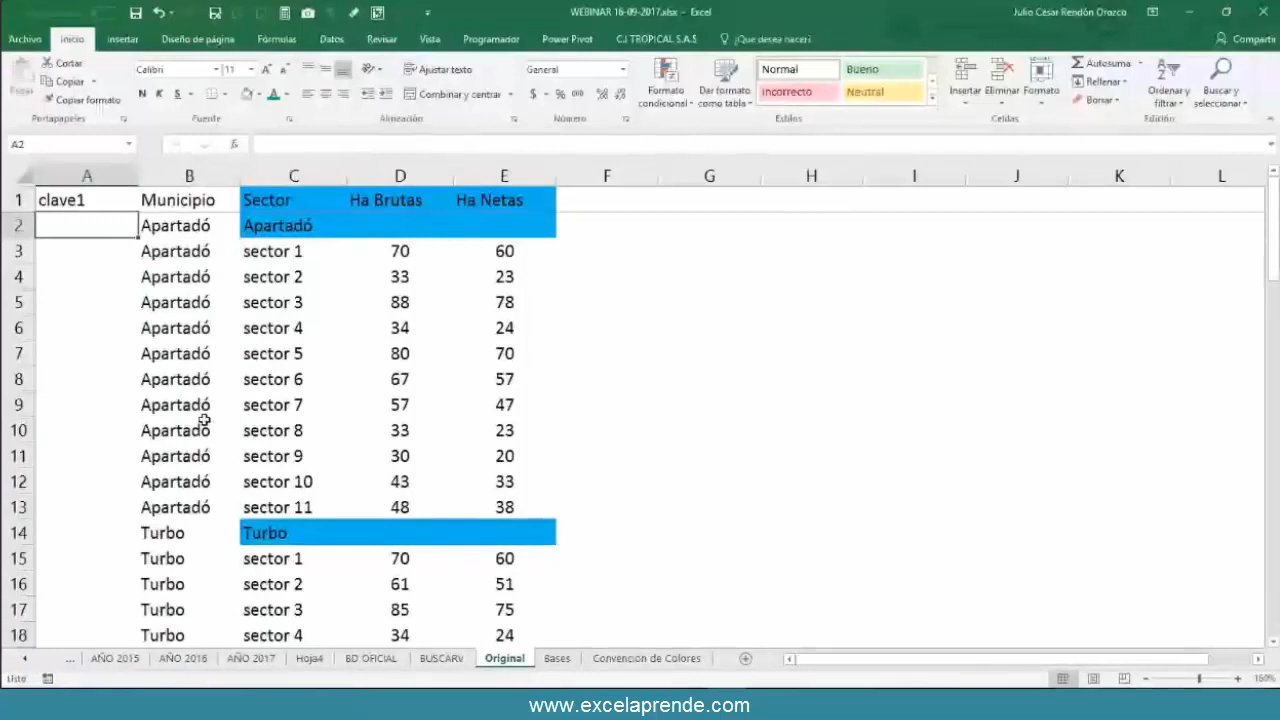 WEBINAR 16-09-2017.xlsx - Excel
Julio César Rendón Orozco
Archivo Inicio Insertar Diseño de página Fórmulas Datos Revisar Vista Programador Power Pivot C.I TROPICAL S.A.S ¿Qué desea hacer? Compartir
Cortar
Copiar
Copiar formato
Portapapeles
Calibri 11
N K S
Fuente
Ajustar texto
Combinar y centrar
Alineación
General
$ % 000
Número
Formato condicional
Dar formato como tabla
Normal Bueno
Incorrecto Neutral
Estilos
Insertar Eliminar Formato
Celdas
Autosuma
Rellenar
Borrar
Ordenar y filtrar
Buscar y seleccionar
Edición
A2 fx
A B C D E F G H I J K L
1 clave1 Municipio Sector Ha Brutas Ha Netas
2 Apartadó Apartadó
3 Apartadó sector 1 70 60
4 Apartadó sector 2 33 23
5 Apartadó sector 3 88 78
6 Apartadó sector 4 34 24
7 Apartadó sector 5 80 70
8 Apartadó sector 6 67 57
9 Apartadó sector 7 57 47
10 Apartadó sector 8 33 23
11 Apartadó sector 9 30 20
12 Apartadó sector 10 43 33
13 Apartadó sector 11 48 38
14 Turbo Turbo
15 Turbo sector 1 70 60
16 Turbo sector 2 61 51
17 Turbo sector 3 85 75
18 Turbo sector 4 34 24
... AÑO 2015 AÑO 2016 AÑO 2017 Hoja4 BD OFICIAL BUSCARV Original Bases Convención de Colores
Listo 160%
www.excelaprende.com